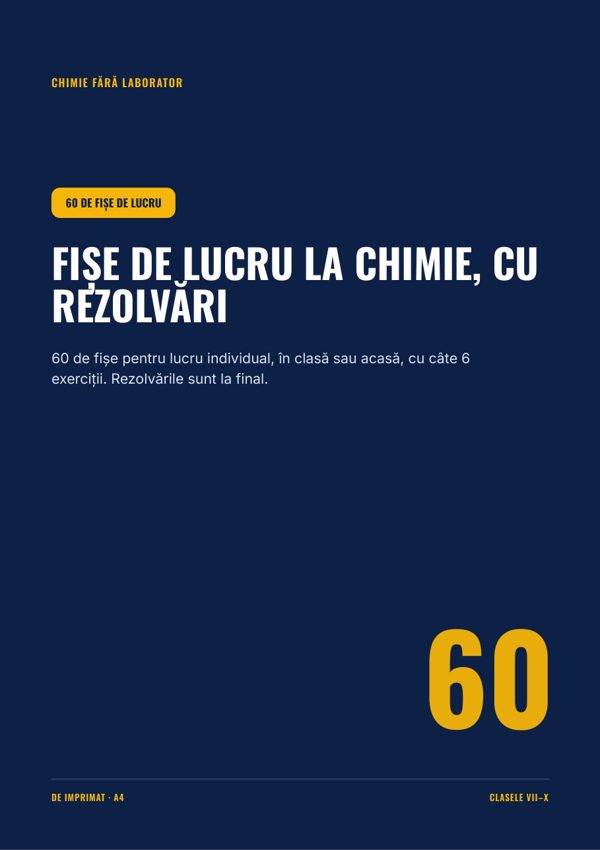 CHIMIE FĂRĂ LABORATOR
60 DE FIȘE DE LUCRU
FIȘE DE LUCRU LA CHIMIE, CU
REZOLVĂRI
60 de fișe pentru lucru individual, în clasă sau acasă, cu câte 6
exerciții. Rezolvările sunt la final.
60
DE IMPRIMAT · A4
CLASELE VII–X